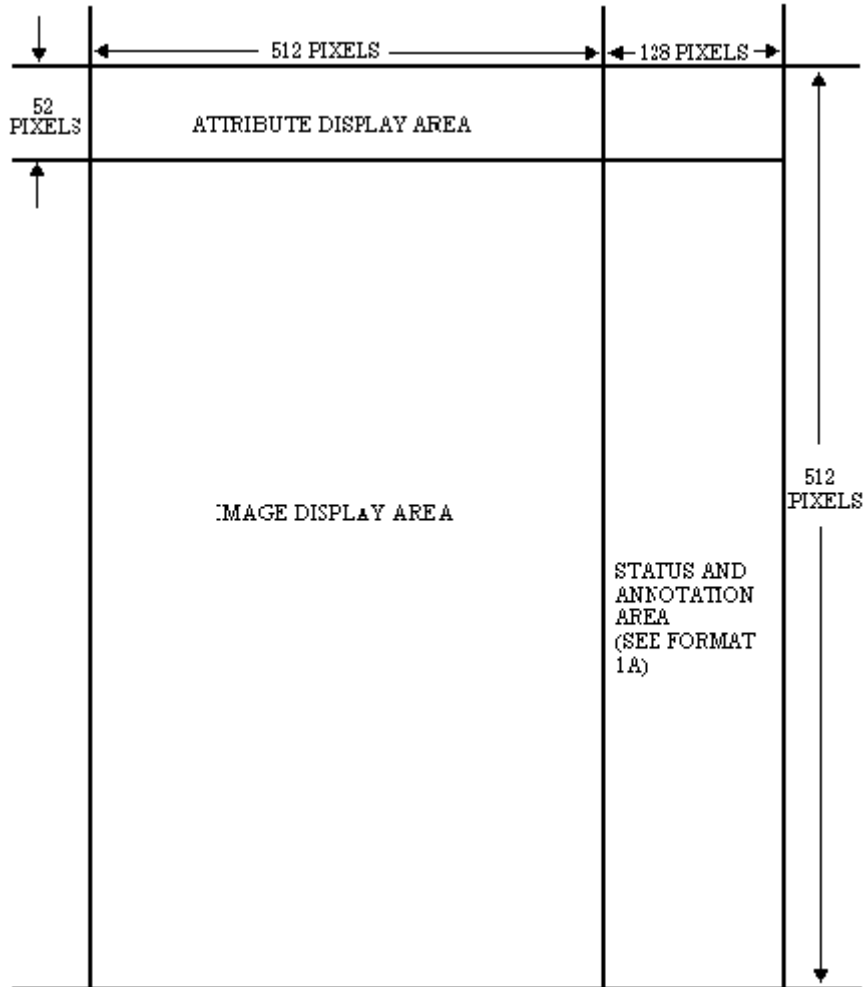 512 PIXELS
128 PIXELS
52
PIXELS
ATTRIBUTE DISPLAY AREA
IMAGE DISPLAY AREA
512
PIXELS
STATUS AND
ANNOTATION
AREA
(SEE FORMAT
1A)